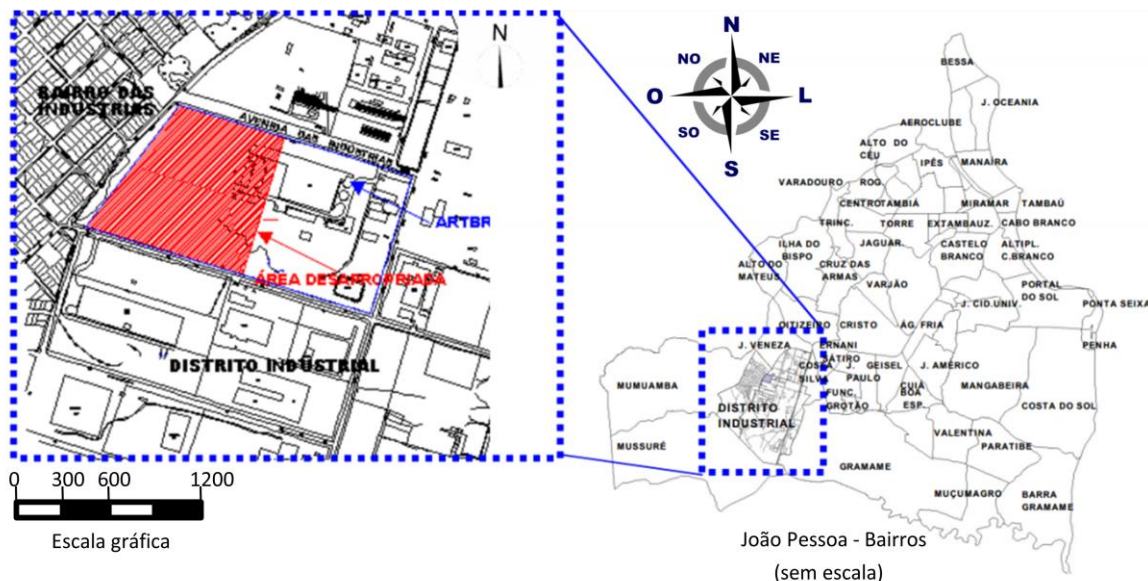 N
BAIRRO DAS
INDUSTRIAS
AVENIDA DAS INDUSTRIAS
ARTBR
ÁREA DESAPROPRIADA
DISTRITO INDUSTRIAL
0 300 600 1200
Escala gráfica
N
NO NE
O L
SO SE
S
BESSA
J. OCEANIA
AEROCLUBE
ALTO DO
CÉU
IPÊS
MANAÍRA
VARADOURO
ROG.
CENTRO
TAMBIÁ
MIRAMAR
TAMBAÚ
TRINC.
TORRE
EXT
AMBAUZ.
CABO BRANCO
ILHA DO
BISPO
JAGUAR.
CASTELO
BRANCO
ALTIPL.
C.BRANCO
ALTO DO
MATEUS
CRUZ DAS
ARMAS
VARJÃO
PORTAL
DO SOL
J. CID.UNIV.
PONTA SEIXA
OITIZEIRO
CRISTO
ÁG. FRIA
PENHA
J. VENEZA
ERNANI
SÁTIRO
COSTA
SILVA
J.
PAULO
GEISEL
J. AMÉRICO
MUMUAMBA
FUNC.
GROTÃO
CUIÁ
BOA
ESP.
MANGABEIRA
COSTA DO SOL
DISTRITO
INDUSTRIAL
MUSSURÉ
VALENTINA
PARATIBE
GRAMAME
MUÇUMAGRO
BARRA
GRAMAME
João Pessoa - Bairros
(sem escala)